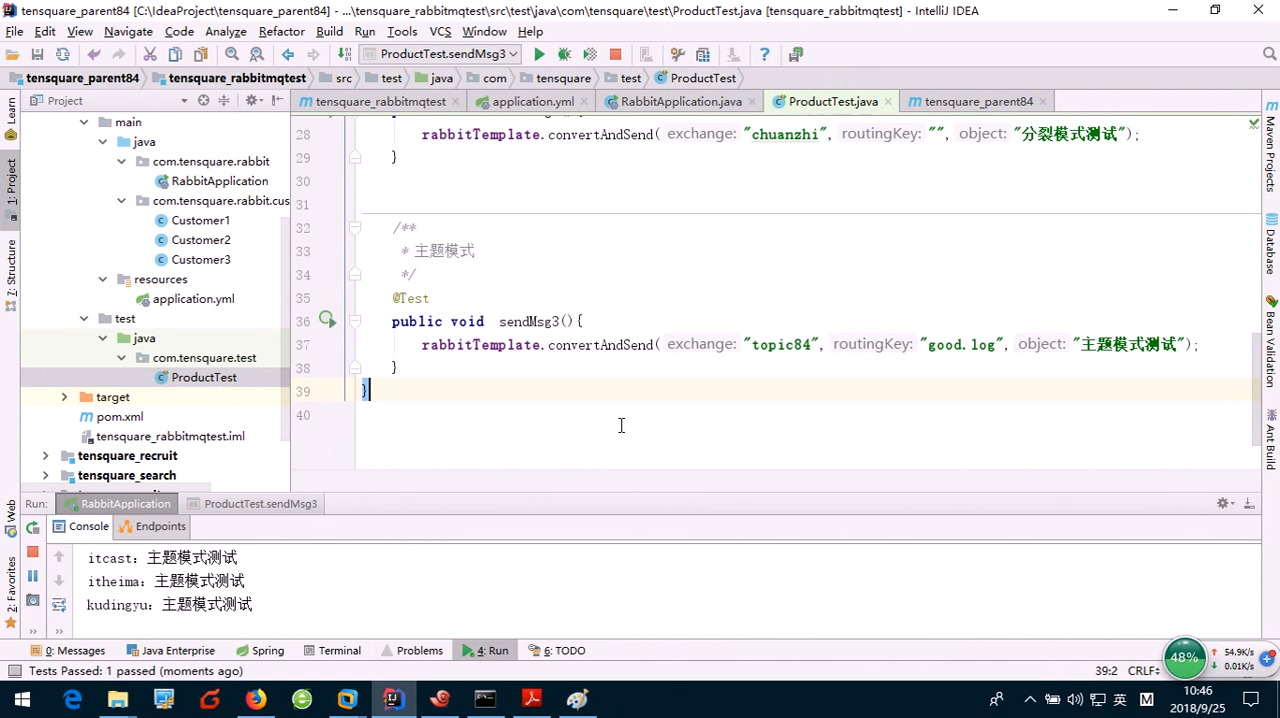 tensquare_parent84 [C:\IdeaProject\tensquare_parent84] - ...\tensquare_rabbitmqtest\src\test\java\com\tensquare\test\ProductTest.java [tensquare_rabbitmqtest] - IntelliJ IDEA
File Edit View Navigate Code Analyze Refactor Build Run Tools VCS Window Help
ProductTest.sendMsg3
tensquare_parent84 tensquare_rabbitmqtest src test java com tensquare test ProductTest
Project
tensquare_rabbitmqtest application.yml RabbitApplication.java ProductTest.java tensquare_parent84
main
java
com.tensquare.rabbit
RabbitApplication
com.tensquare.rabbit.cus
Customer1
Customer2
Customer3
resources
application.yml
test
java
com.tensquare.test
ProductTest
target
pom.xml
tensquare_rabbitmqtest.iml
tensquare_recruit
tensquare_search
28 rabbitTemplate.convertAndSend( exchange: "chuanzhi", routingKey: "", object: "分裂模式测试");
29 }
30
31
32 /**
33 * 主题模式
34 */
35 @Test
36 public void sendMsg3(){
37 rabbitTemplate.convertAndSend( exchange: "topic84", routingKey: "good.log", object: "主题模式测试");
38 }
39 }
40
Learn
1: Project
7: Structure
Web
2: Favorites
Maven Projects
Database
Bean Validation
Ant Build
Run: RabbitApplication ProductTest.sendMsg3
Console Endpoints
itcast：主题模式测试
itheima：主题模式测试
kudingyu：主题模式测试
0: Messages Java Enterprise Spring Terminal Problems 4: Run 6: TODO
Tests Passed: 1 passed (moments ago) 39:2 CRLF÷
48% 54.9K/s
0.01K/s
英 M 10:46
2018/9/25